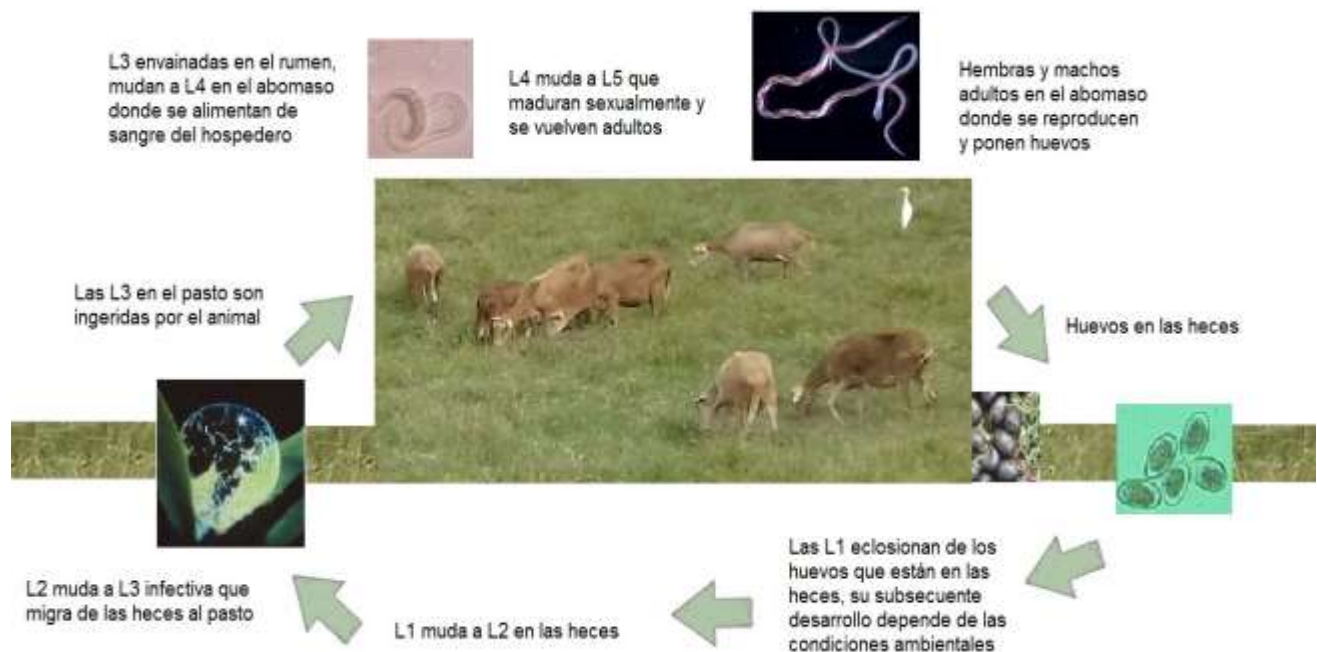 L3 envainadas en el rumen,
mudan a L4 en el abomaso
donde se alimentan de
sangre del hospedero
L4 muda a L5 que
maduran sexualmente y
se vuelven adultos
Hembras y machos
adultos en el abomaso
donde se reproducen
y ponen huevos
Las L3 en el pasto son
ingeridas por el animal
Huevos en las heces
Las L1 eclosionan de los
huevos que están en las
heces, su subsecuente
desarrollo depende de las
condiciones ambientales
L1 muda a L2 en las heces
L2 muda a L3 infectiva que
migra de las heces al pasto